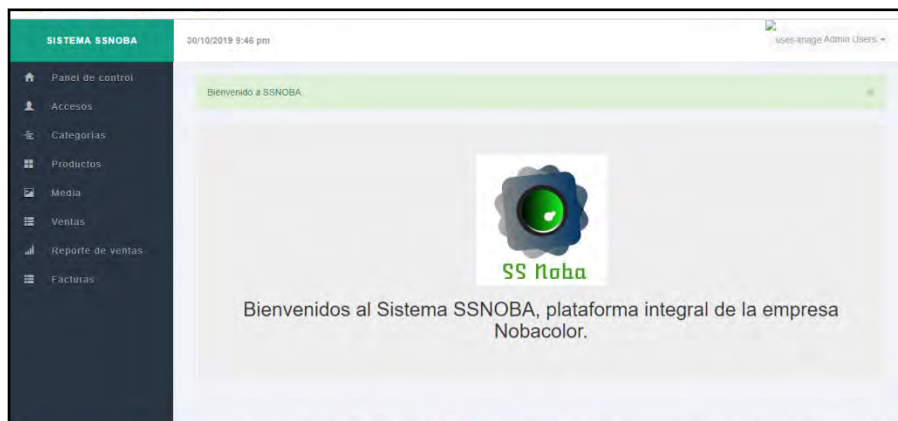 SISTEMA SSNOBA
30/10/2019 9:46 pm
user-image Admin Users
Panel de control
Accesos
Categorias
Productos
Media
Ventas
Reporte de ventas
Facturas
Bienvenido a SSNOBA.
SS Noba
Bienvenidos al Sistema SSNOBA, plataforma integral de la empresa
Nobacolor.